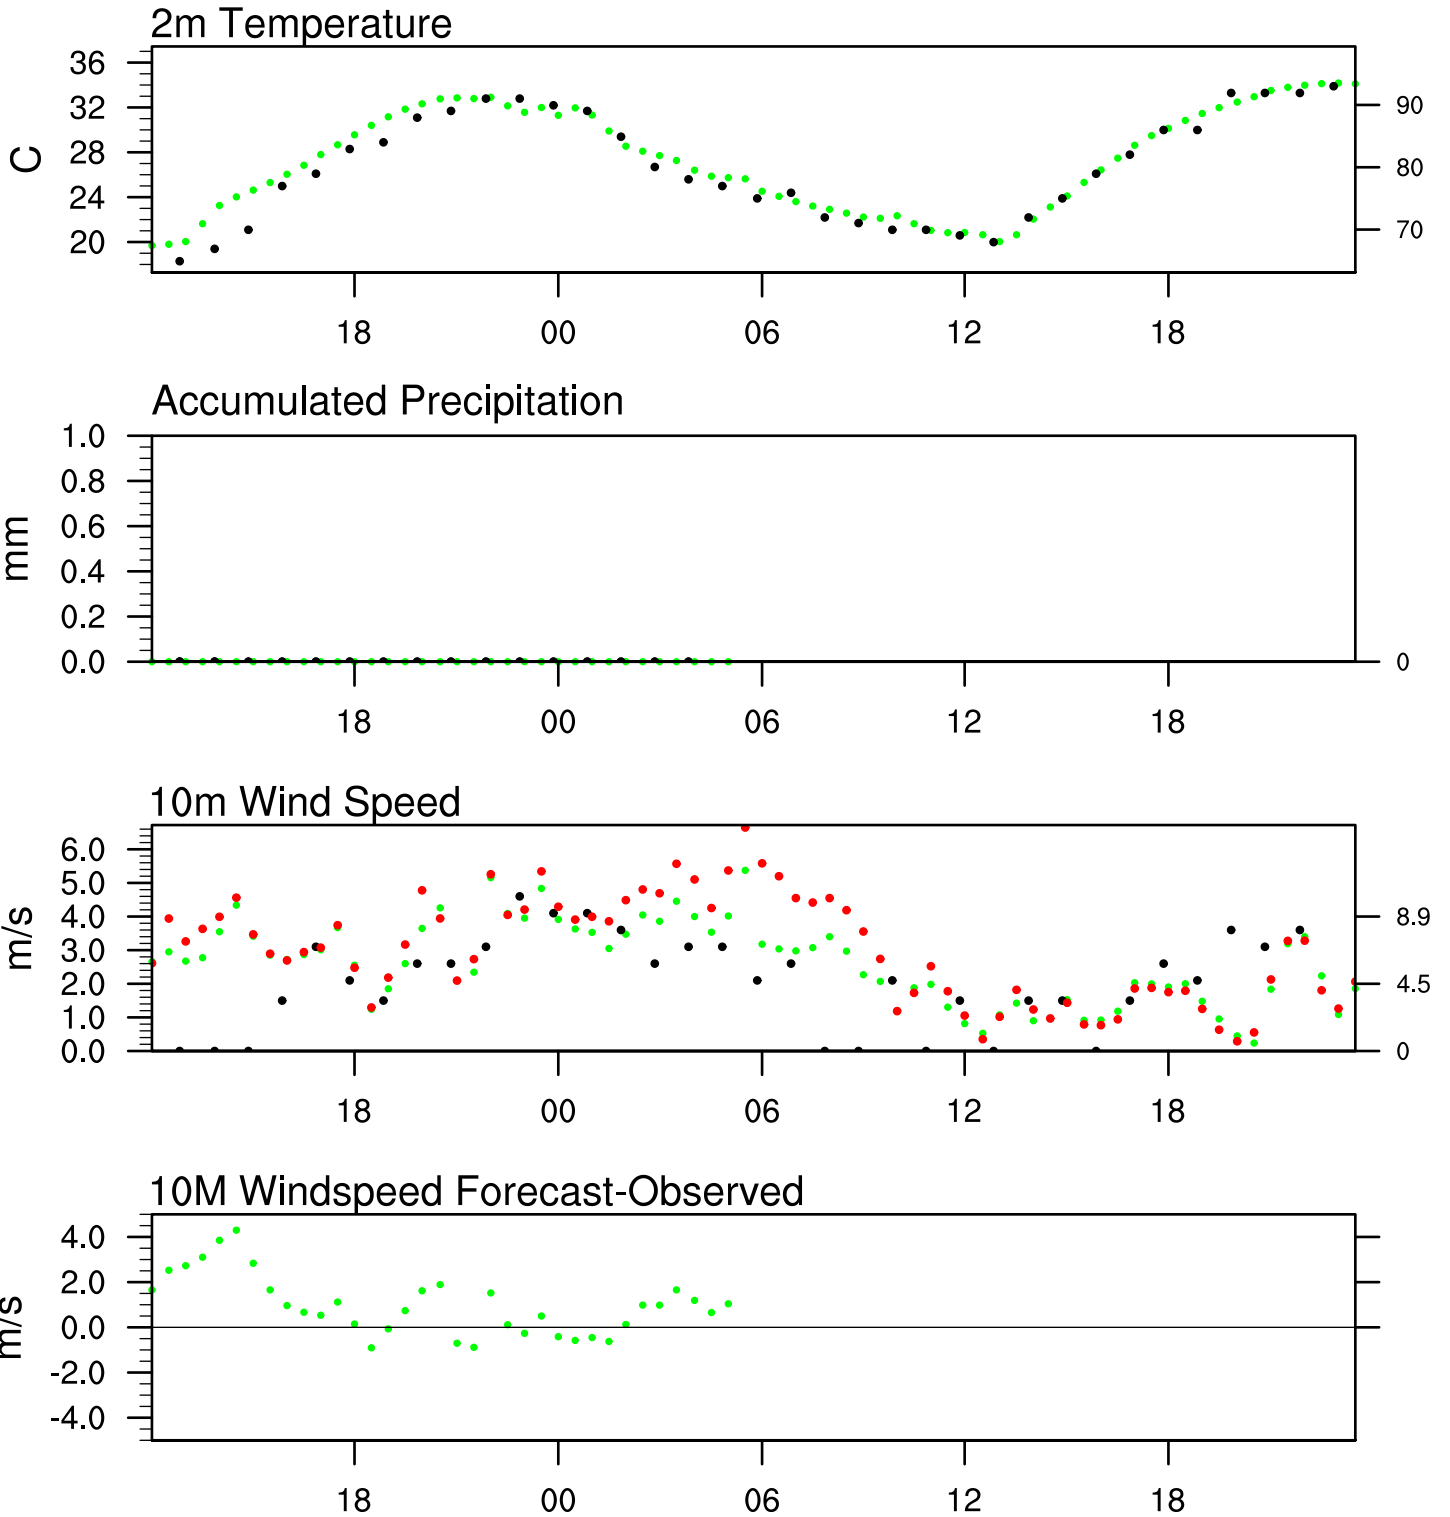 2m Temperature
36
32
28
24
20
C
90
80
70
18 00 06 12 18
Accumulated Precipitation
1.0
0.8
0.6
0.4
0.2
0.0
mm
0
18 00 06 12 18
10m Wind Speed
6.0
5.0
4.0
3.0
2.0
1.0
0.0
m/s
8.9
4.5
0
18 00 06 12 18
10M Windspeed Forecast-Observed
4.0
2.0
0.0
-2.0
-4.0
m/s
18 00 06 12 18